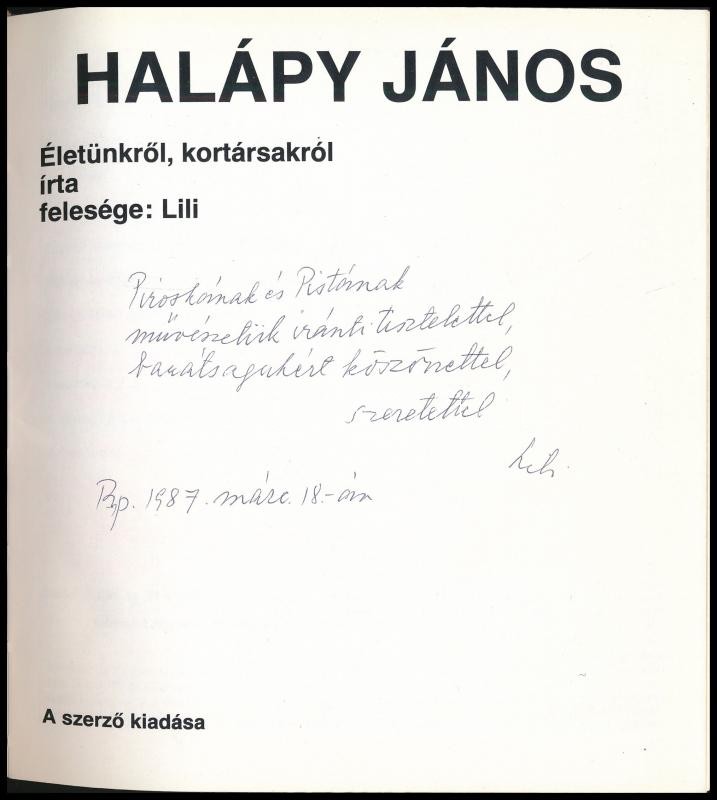 HALÁPY JÁNOS
Életünkről, kortársakról
írta
felesége: Lili
Piroskának és Pistának
művészetük iránti tisztelettel,
barátságukért köszönettel,
szeretettel
Lili
Bp. 1987. márc. 18.-án
A szerző kiadása